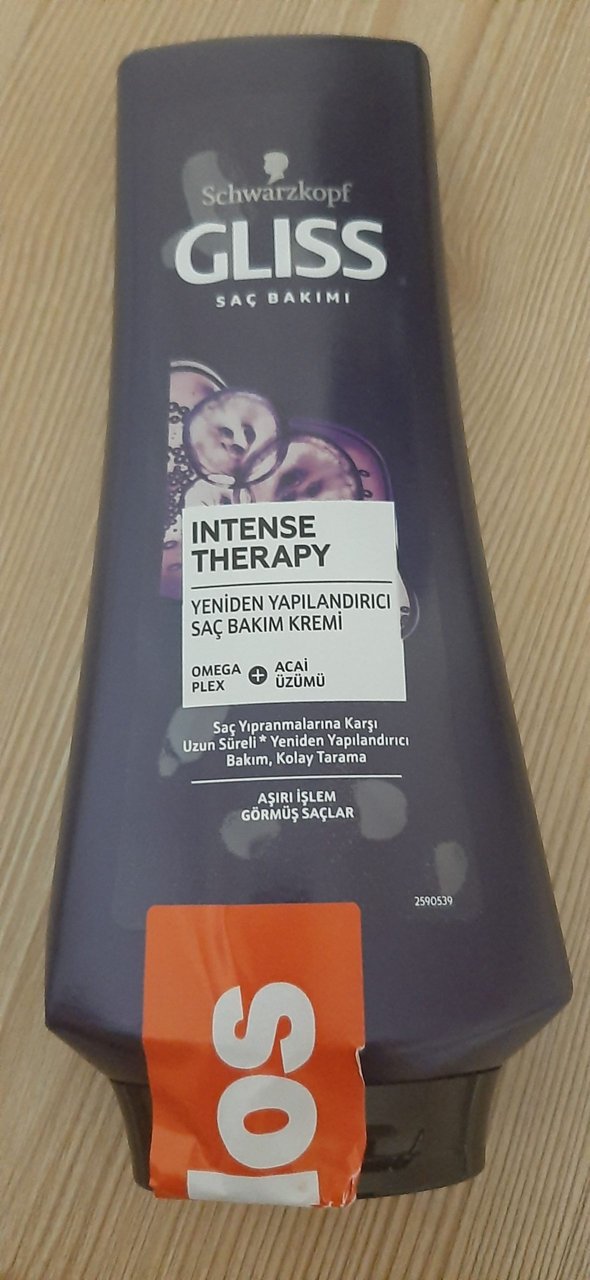 Schwarzkopf
GLISS
SAÇ BAKIMI
INTENSE
THERAPY
YENİDEN YAPILANDIRICI
SAÇ BAKIM KREMİ
OMEGA PLEX + ACAİ ÜZÜMÜ
Saç Yıpranmalarına Karşı
Uzun Süreli * Yeniden Yapılandırıcı
Bakım, Kolay Tarama
AŞIRI İŞLEM
GÖRMÜŞ SAÇLAR
2590539
los